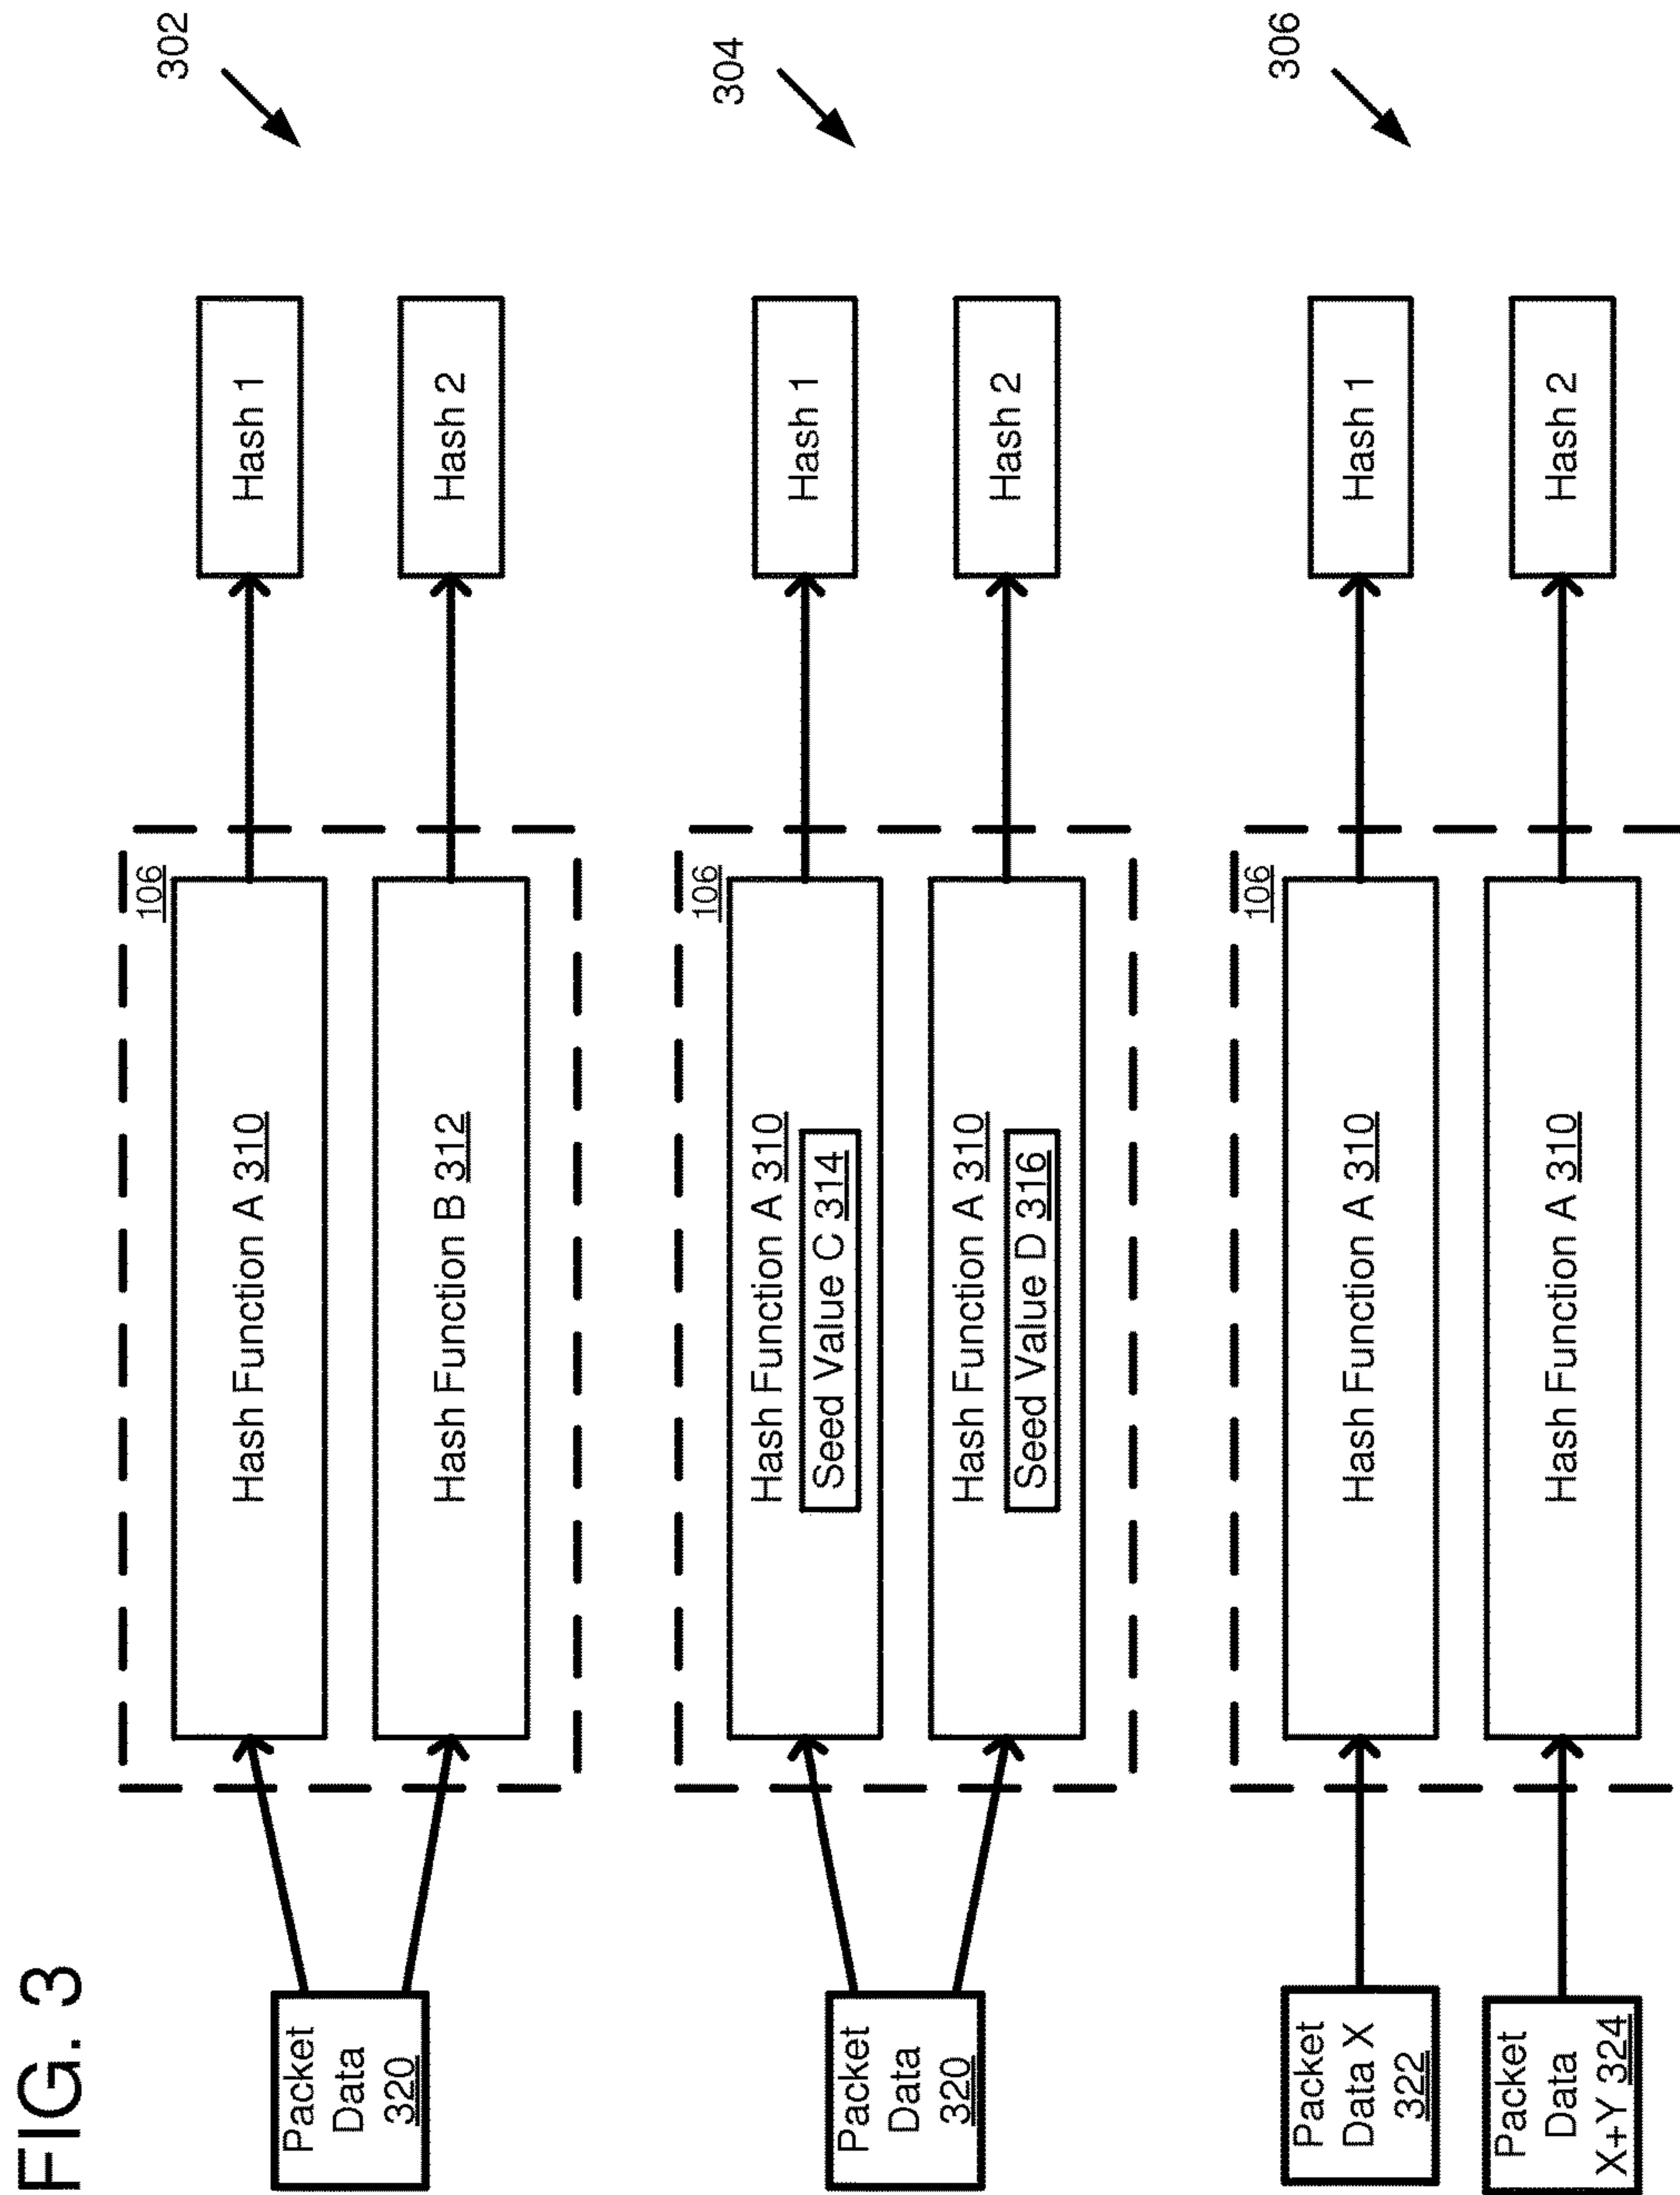 FIG. 3
302
106
Packet
Data
320
Hash Function A 310
Hash 1
Hash Function B 312
Hash 2
304
106
Packet
Data
320
Hash Function A 310
Seed Value C 314
Hash 1
Hash Function A 310
Seed Value D 316
Hash 2
306
106
Packet
Data X
322
Hash Function A 310
Hash 1
Packet
Data
X+Y 324
Hash Function A 310
Hash 2